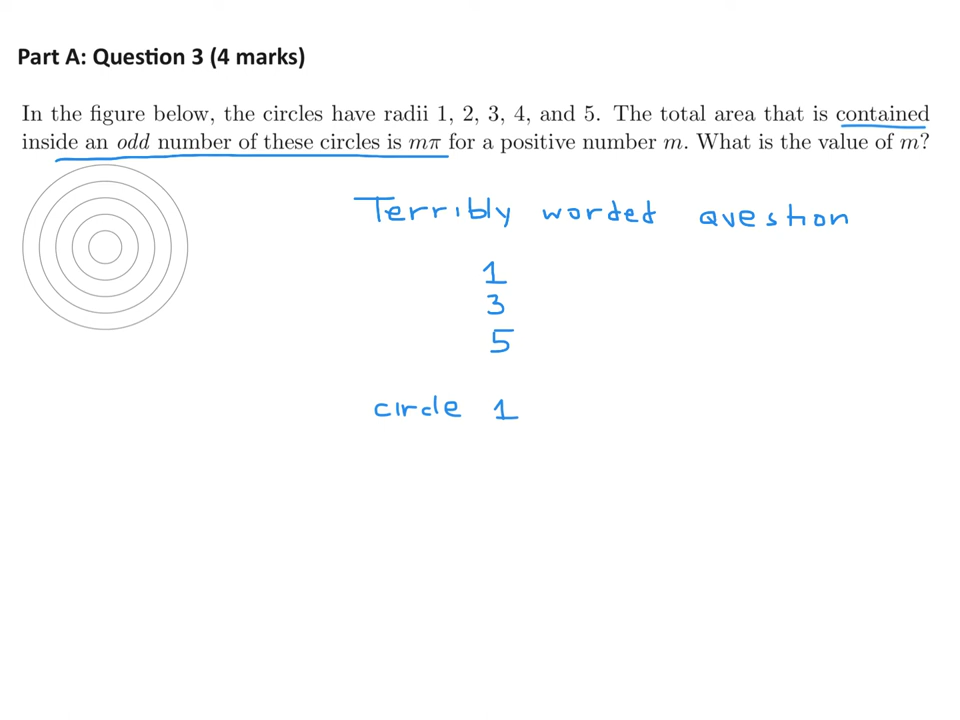 Part A: Question 3 (4 marks)
In the figure below, the circles have radii 1, 2, 3, 4, and 5. The total area that is contained
inside an odd number of these circles is mπ for a positive number m. What is the value of m?
Terribly worded question
1
3
5
circle 1